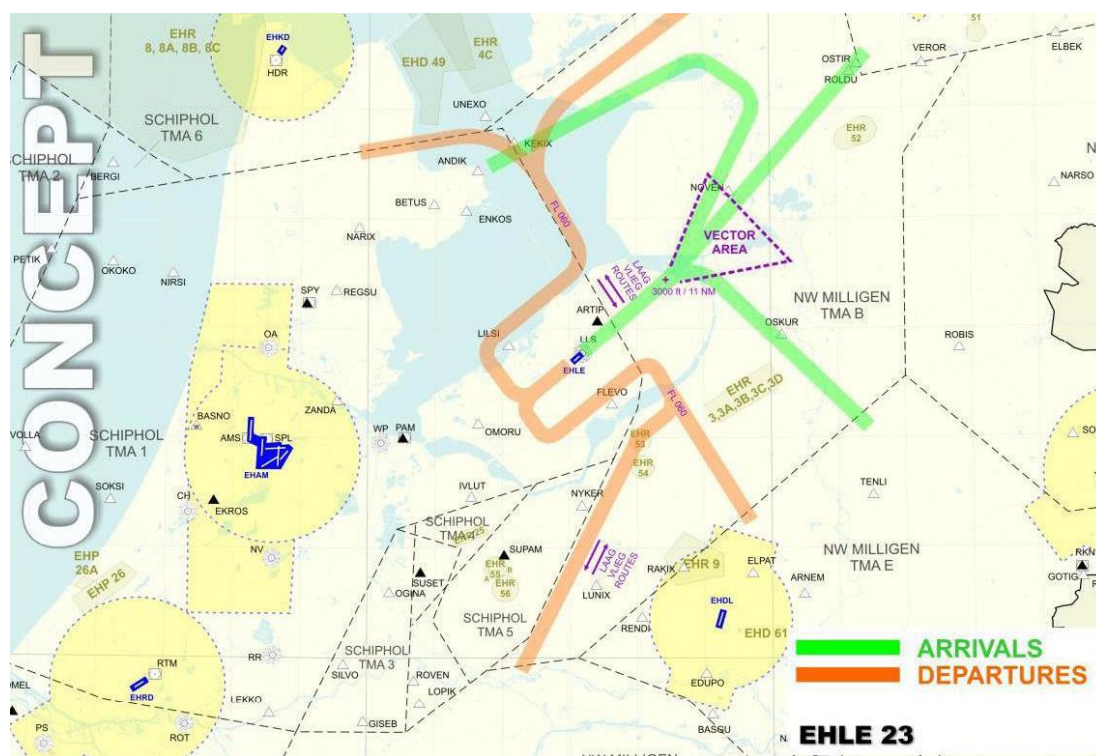 CONCEPT
EHR
8, 8A, 8B, 8C
EHKD
HDR
EHD 49
EHR
4C
UNEXO
51
ELBEK
VEROR
OSTIR
ROLDU
SCHIPHOL
TMA 6
SCHIPHOL
TMA 2
BERGI
KEKIX
ANDIK
EHR
52
NARSO
BETUS
ENKOS
FL 060
NOVEN
NARIX
VECTOR
AREA
PETIK
OKOKO
NIRSI
LAAG
VLIEG
ROUTES
3000 ft / 11 NM
NW MILLIGEN
TMA B
SPY
REGSU
ARTIP
OSKUR
OA
LILSI
LLS
ROBIS
EHLE
EHR
3,3A,3B,3C,3D
FLEVO
FL 060
BASNO
ZANDA
WP
PAM
OMORU
VOLLA
SCHIPHOL
TMA 1
AMS
SPL
EHAM
EHR
53
EHR
54
SOKSI
CH
EKROS
IVLUT
NYKER
TENLI
SCHIPHOL
TMA 4
NV
SUPAM
EHR
55
A
B
EHR
56
SUSET
OGINA
LAAG
VLIEG
ROUTES
LUNIX
RAKIX
EHR 9
ELPAT
ARNEM
NW MILLIGEN
TMA E
RKN
GOTIG
EHP
26A
EHP 26
SCHIPHOL
TMA 5
RENDI
EHDL
EHD 61
RR
SCHIPHOL
TMA 3
SILVO
ROVEN
LOPIK
RTM
EHRD
LEKKO
GISEB
PS
ROT
EDUPO
BASGU
ARRIVALS
DEPARTURES
EHLE 23